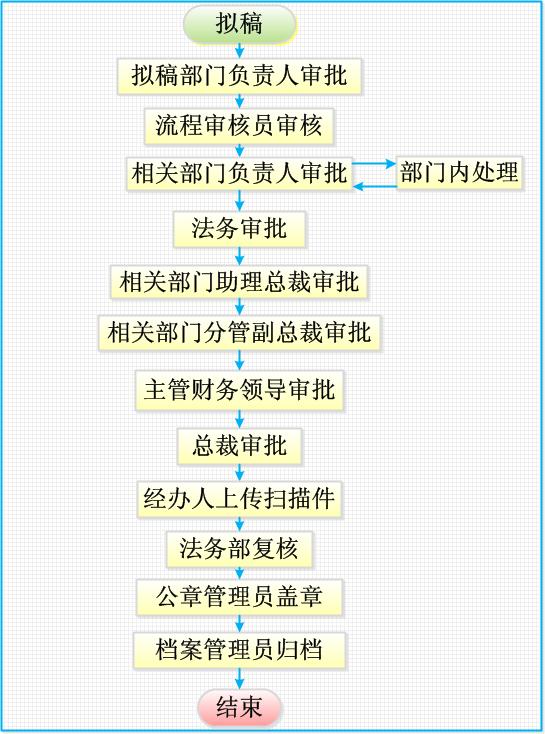 拟稿
拟稿部门负责人审批
流程审核员审核
相关部门负责人审批
部门内处理
法务审批
相关部门助理总裁审批
相关部门分管副总裁审批
主管财务领导审批
总裁审批
经办人上传扫描件
法务部复核
公章管理员盖章
档案管理员归档
结束